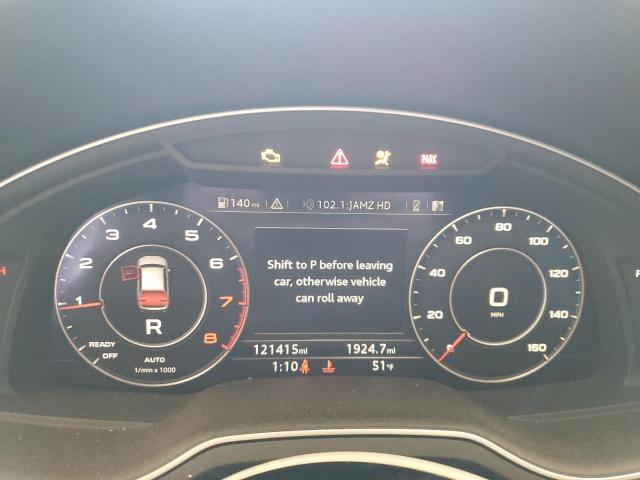 PARK
140 mi 102.1:JAMZ HD
1 2 3 4 5 6 7 8
READY
OFF
R
AUTO
1/min x 1000
Shift to P before leaving
car, otherwise vehicle
can roll away
121415mi 1924.7mi
1:10 51°F
0 20 40 60 80 100 120 140 160
0
MPH